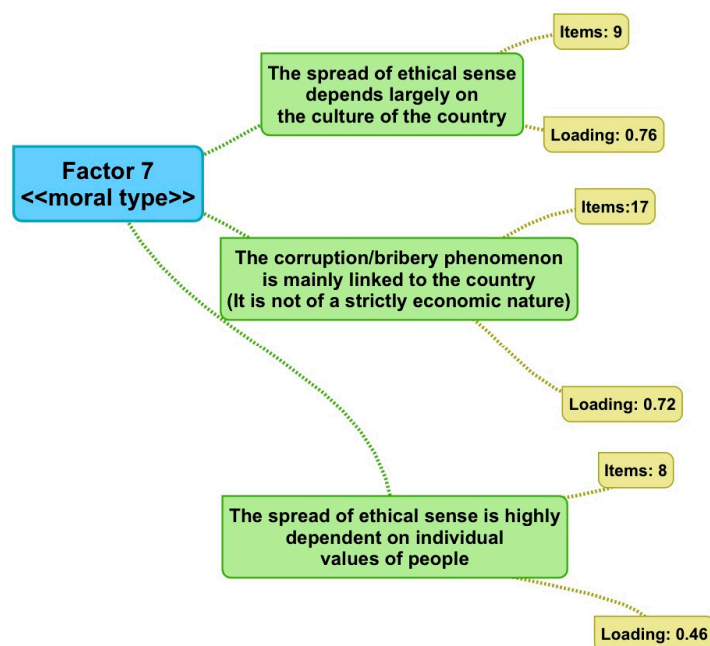 Items: 9
The spread of ethical sense
depends largely on
the culture of the country
Loading: 0.76
Factor 7
<<moral type>>
Items:17
The corruption/bribery phenomenon
is mainly linked to the country
(It is not of a strictly economic nature)
Loading: 0.72
Items: 8
The spread of ethical sense is highly
dependent on individual
values of people
Loading: 0.46